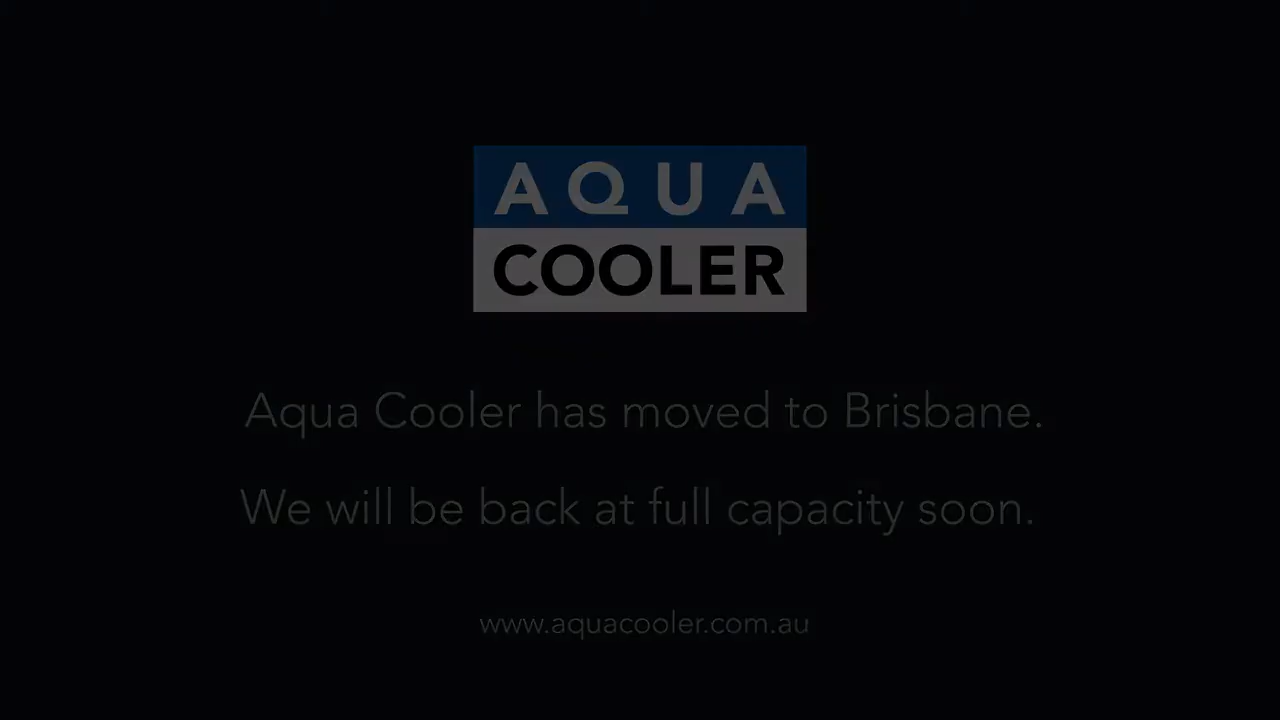 AQUA
COOLER
Aqua Cooler has moved to Brisbane.
We will be back at full capacity soon.
www.aquacooler.com.au